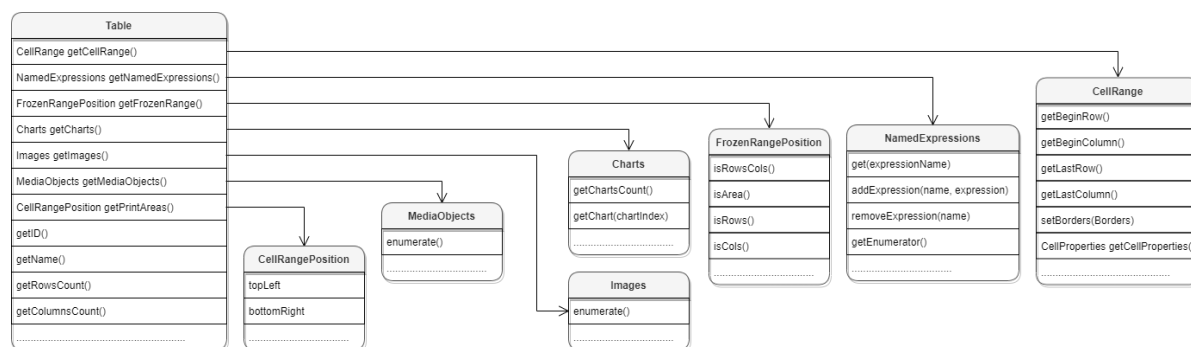 Table
CellRange getCellRange()
NamedExpressions getNamedExpressions()
FrozenRangePosition getFrozenRange()
Charts getCharts()
Images getImages()
MediaObjects getMediaObjects()
CellRangePosition getPrintAreas()
getID()
getName()
getRowsCount()
getColumnsCount()
CellRangePosition
topLeft
bottomRight
MediaObjects
enumerate()
Charts
getChartsCount()
getChart(chartIndex)
Images
enumerate()
FrozenRangePosition
isRowsCols()
isArea()
isRows()
isCols()
NamedExpressions
get(expressionName)
addExpression(name, expression)
removeExpression(name)
getEnumerator()
CellRange
getBeginRow()
getBeginColumn()
getLastRow()
getLastColumn()
setBorders(Borders)
CellProperties getCellProperties()